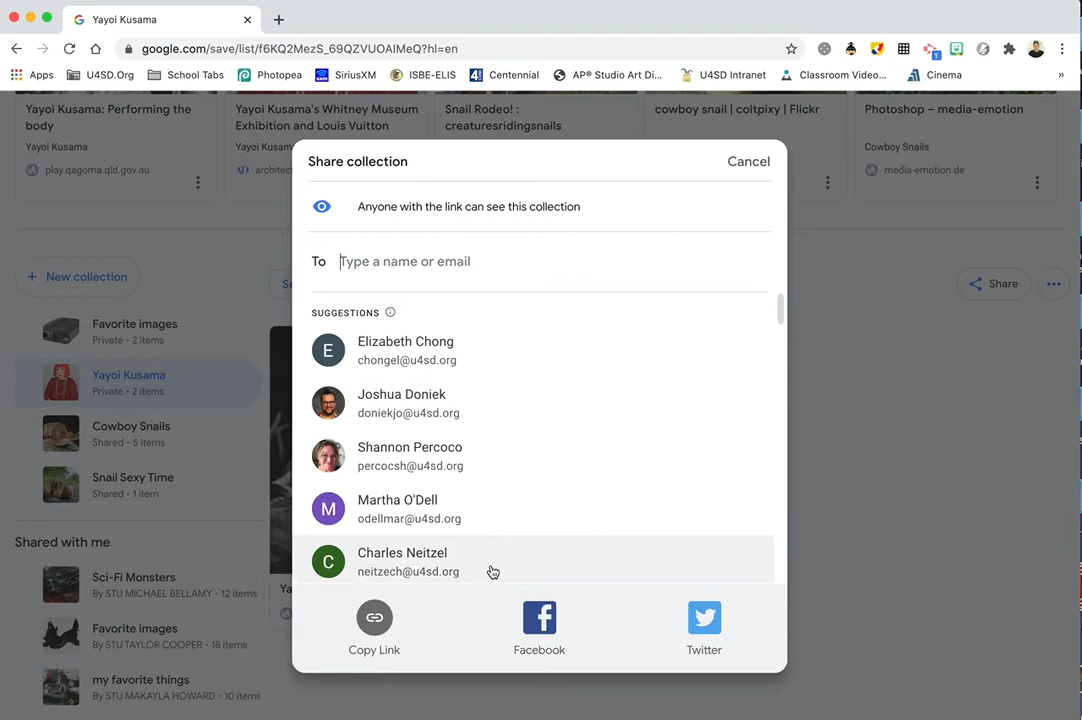 Yayoi Kusama
google.com/save/list/f6KQ2MezS_69QZVUOAIMeQ?hl=en
1
Apps
U4SD.Org
School Tabs
Photopea
SiriusXM
ISBE-ELIS
Centennial
AP® Studio Art Di...
U4SD Intranet
Classroom Video...
Cinema
»
Yayoi Kusama: Performing the
body
Yayoi Kusama
play.qagoma.qld.gov.au
Yayoi Kusama's Whitney Museum
Exhibition and Louis Vuitton
Yayoi Kusam
AD architect
Snail Rodeo! :
creaturesridingsnails
cowboy snail | coltpixy | Flickr
Photoshop – media-emotion
Cowboy Snails
media-emotion.de
Share collection
Cancel
Anyone with the link can see this collection
To Type a name or email
SUGGESTIONS
E
Elizabeth Chong
chongel@u4sd.org
Joshua Doniek
doniekjo@u4sd.org
Shannon Percoco
percocsh@u4sd.org
M
Martha O'Dell
odellmar@u4sd.org
C
Charles Neitzel
neitzech@u4sd.org
Copy Link
Facebook
Twitter
+ New collection
Se
Share
Favorite images
Private • 2 items
Yayoi Kusama
Private • 2 items
Cowboy Snails
Shared • 5 items
Snail Sexy Time
Shared • 1 item
Shared with me
Sci-Fi Monsters
By STU MICHAEL BELLAMY • 12 items
Favorite images
By STU TAYLOR COOPER • 18 items
my favorite things
By STU MAKAYLA HOWARD • 10 items
Ya